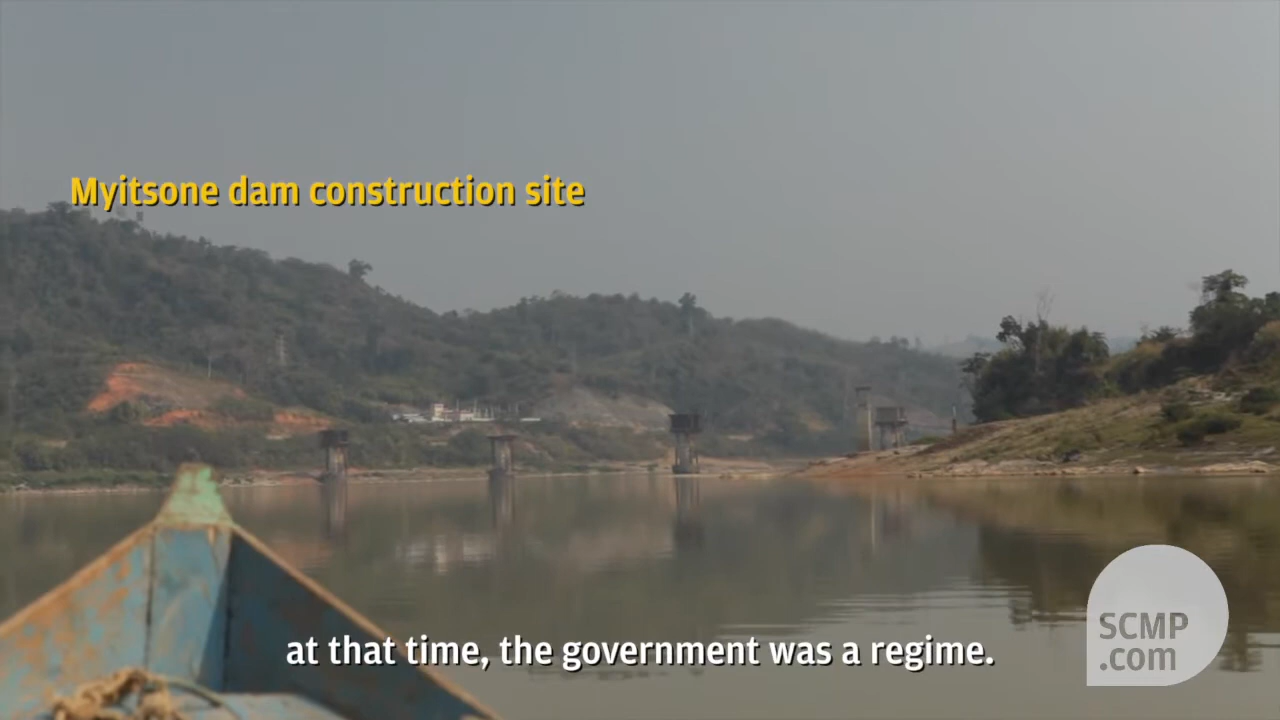 Myitsone dam construction site
at that time, the government was a regime.
SCMP
.com